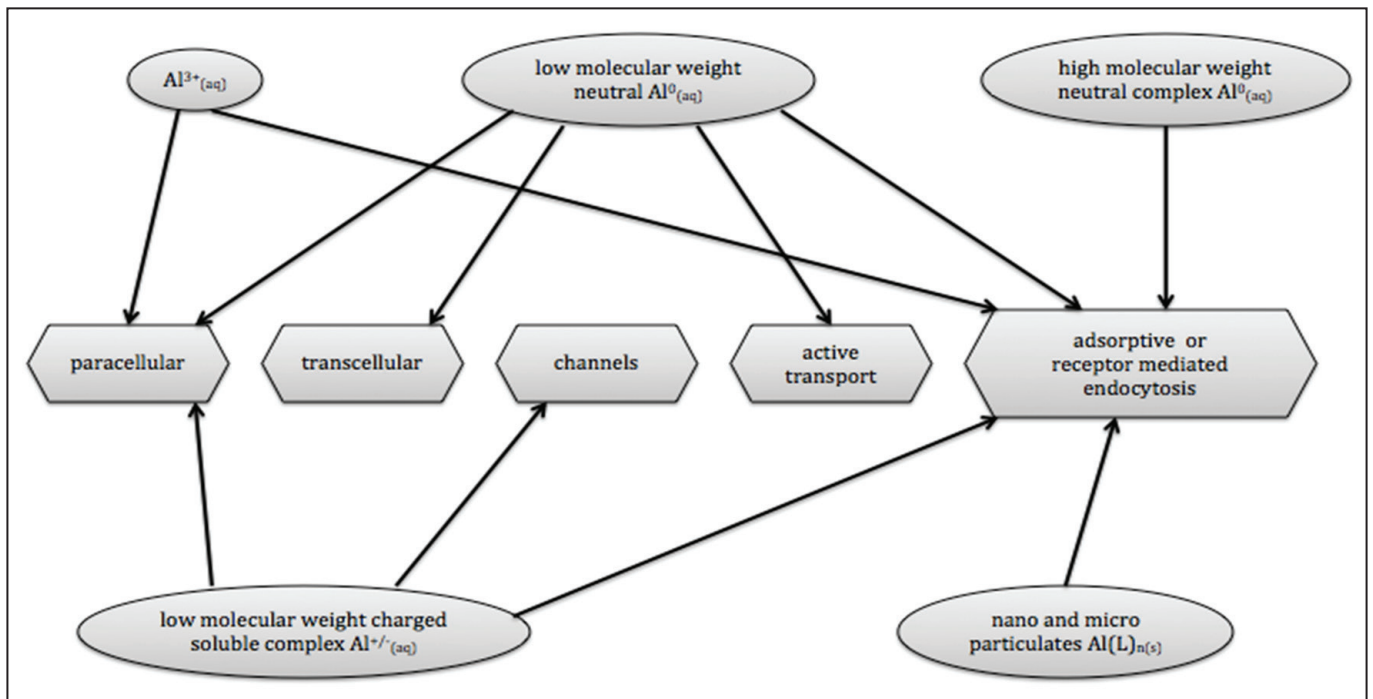 Al³⁺(aq)
low molecular weight
neutral Al⁰(aq)
high molecular weight
neutral complex Al⁰(aq)
paracellular
transcellular
channels
active
transport
adsorptive or
receptor mediated
endocytosis
low molecular weight charged
soluble complex Al⁺/⁻(aq)
nano and micro
particulates Al(L)n(s)